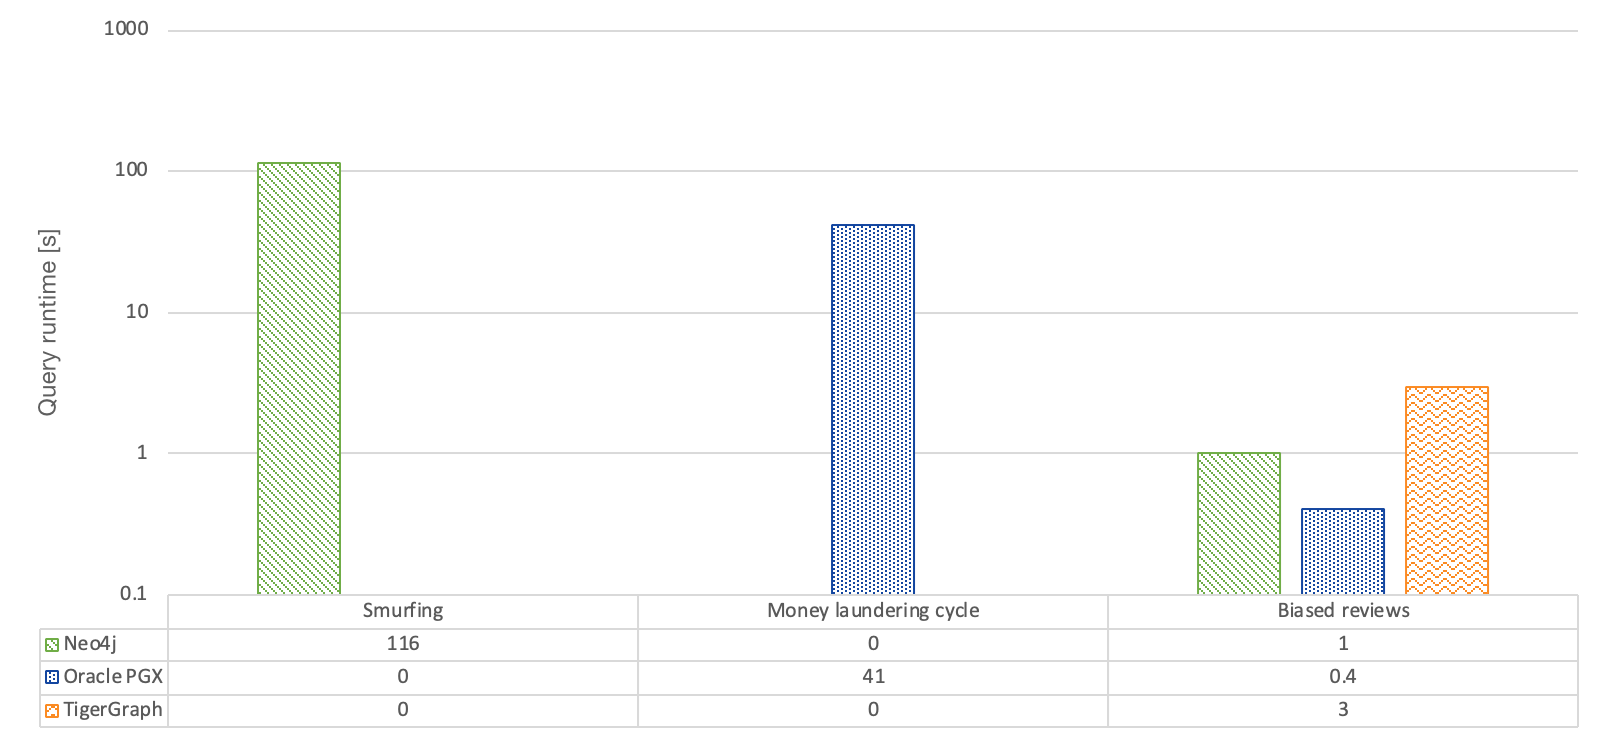 1000
100
10
1
0.1
Query runtime [s]
Smurfing Money laundering cycle Biased reviews
Neo4j 116 0 1
Oracle PGX 0 41 0.4
TigerGraph 0 0 3